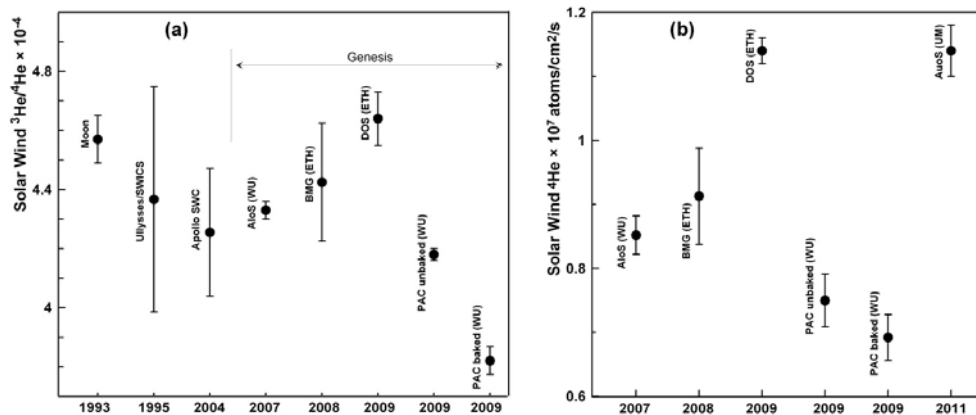 (a)
Genesis
Solar Wind ³He/⁴He × 10⁻⁴
4.8
4.4
4
Moon
Ullysses/SWICS
Apollo SWC
AloS (WU)
BMG (ETH)
DOS (ETH)
PAC unbaked (WU)
PAC baked (WU)
1993 1995 2004 2007 2008 2009 2009 2009
(b)
Solar Wind ⁴He × 10⁷ atoms/cm2/s
1.2
1
0.8
0.6
AloS (WU)
BMG (ETH)
DOS (ETH)
PAC unbaked (WU)
PAC baked (WU)
AuoS (UM)
2007 2008 2009 2009 2009 2011